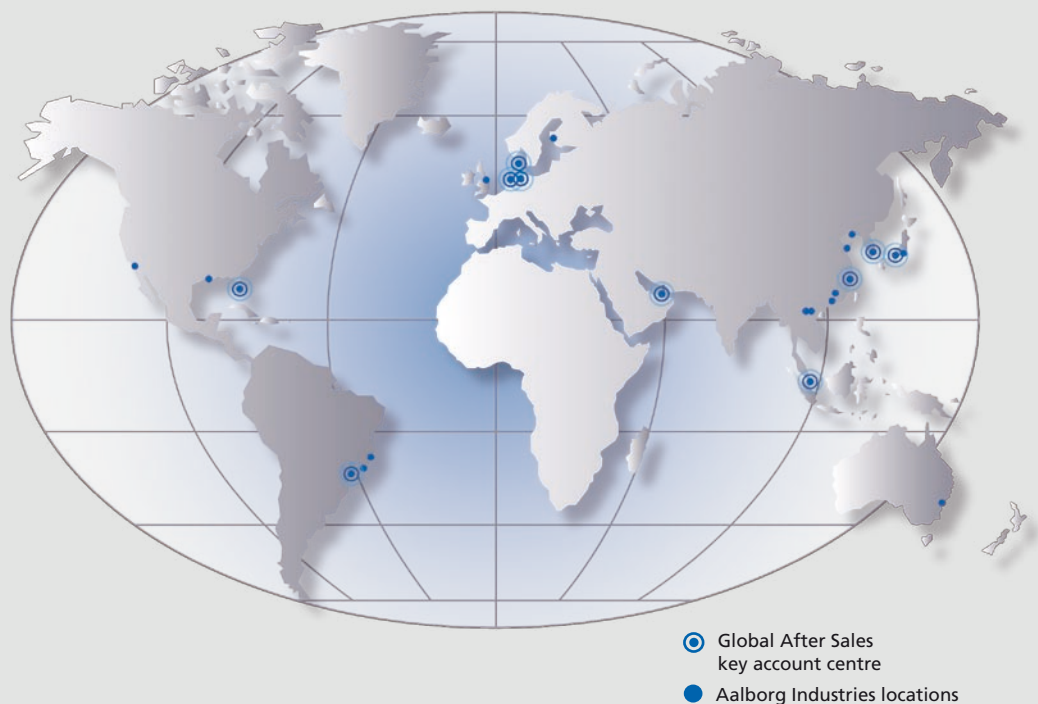 Global After Sales
key account centre
Aalborg Industries locations